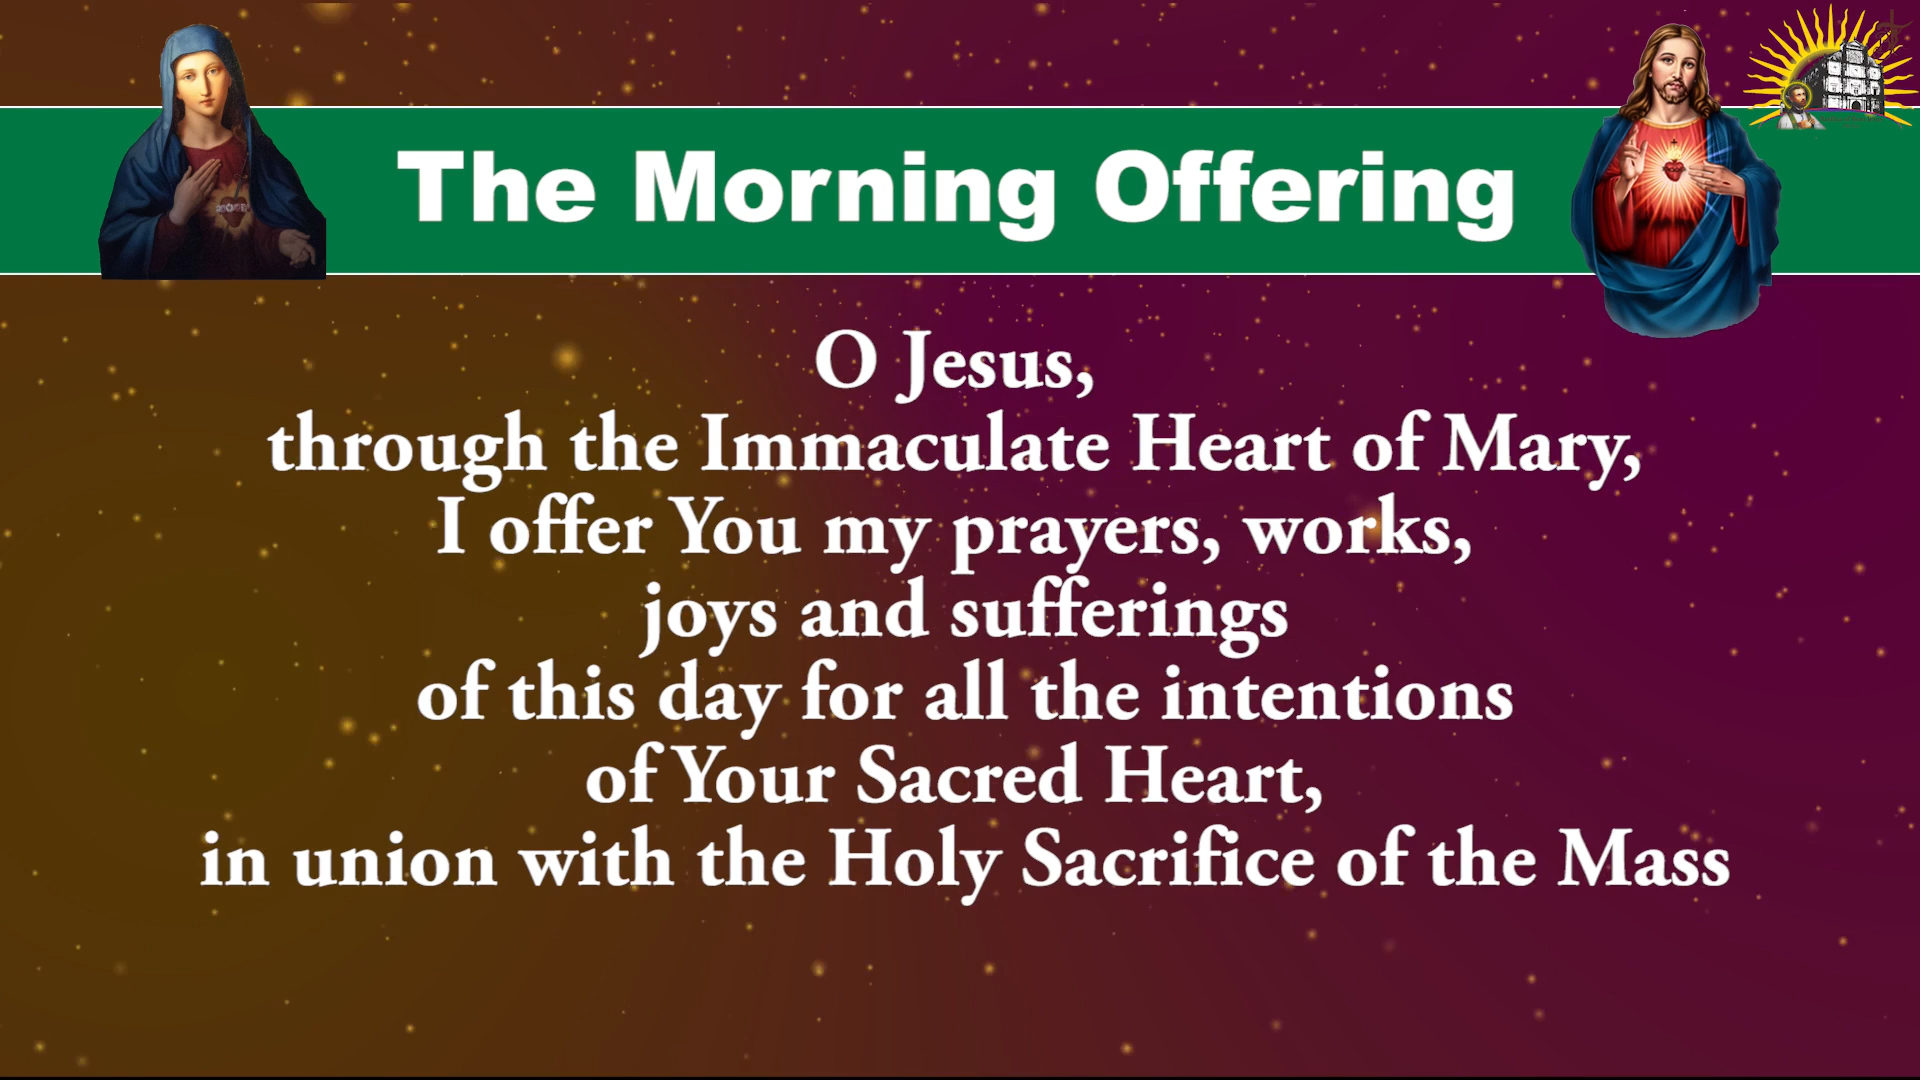 The Morning Offering
O Jesus,
through the Immaculate Heart of Mary,
I offer You my prayers, works,
joys and sufferings
of this day for all the intentions
of Your Sacred Heart,
in union with the Holy Sacrifice of the Mass